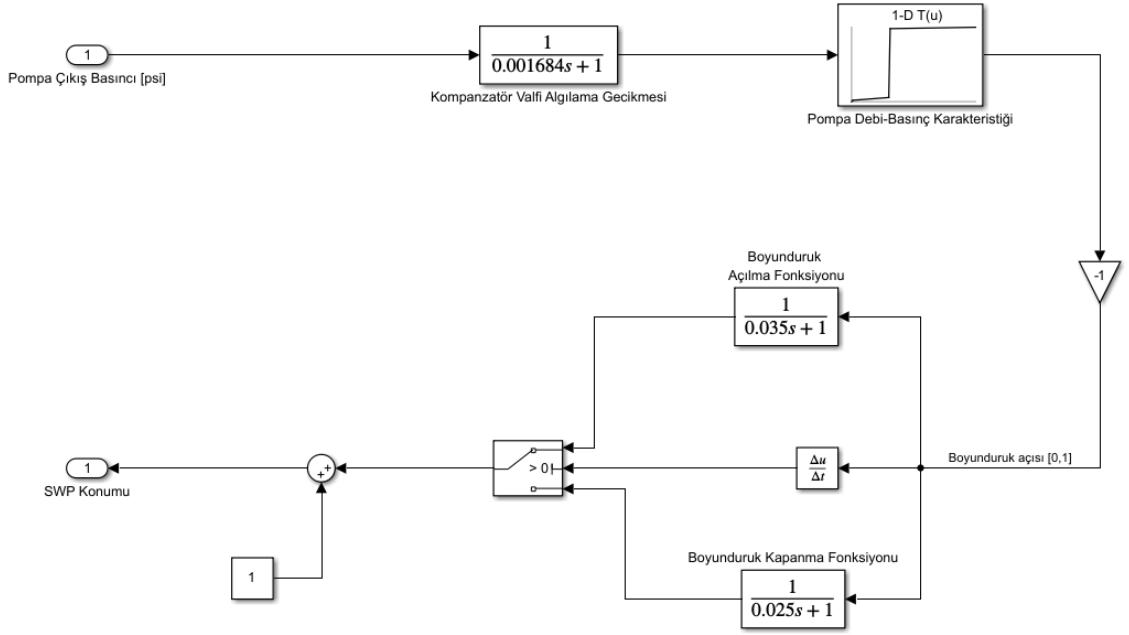 1
Pompa Çıkış Basıncı [psi]
1
0.001684s + 1
Kompanzatör Valfi Algılama Gecikmesi
1-D T(u)
Pompa Debi-Basınç Karakteristiği
-1
Boyunduruk
Açılma Fonksiyonu
1
0.035s + 1
Boyunduruk açısı [0,1]
Δu
Δt
> 0
+
+
1
SWP Konumu
1
Boyunduruk Kapanma Fonksiyonu
1
0.025s + 1